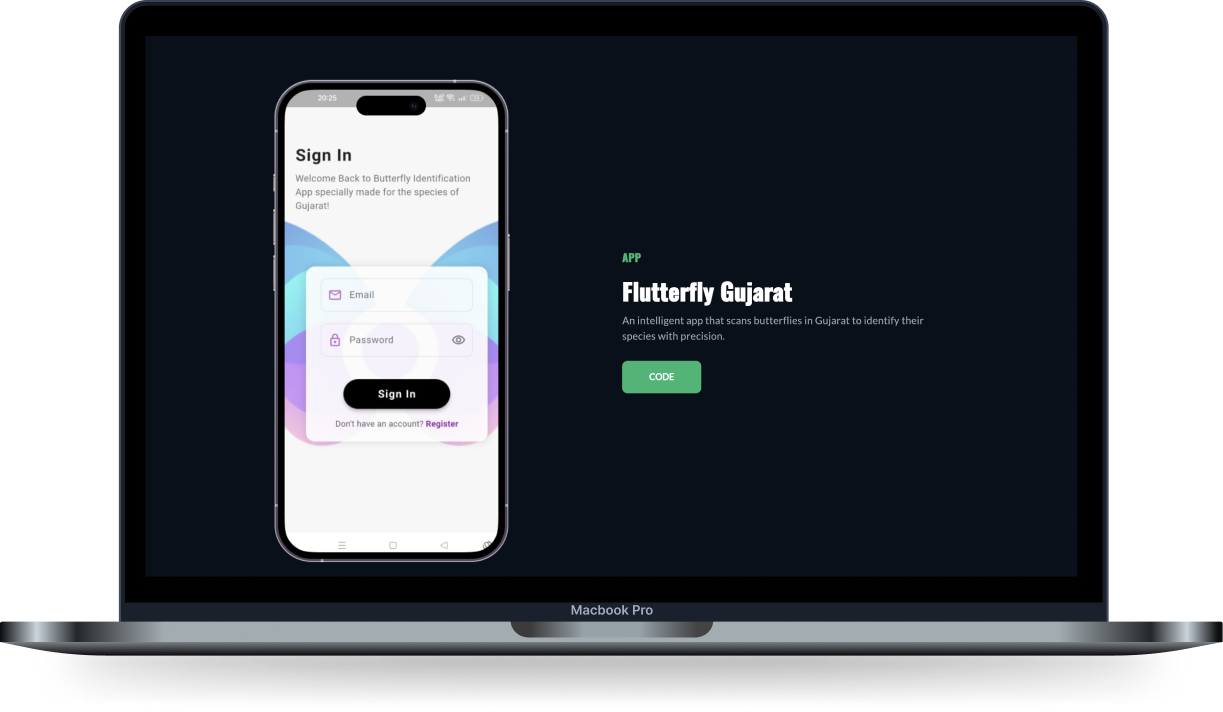 20:25
Sign In
Welcome Back to Butterfly Identification
App specially made for the species of
Gujarat!
Email
Password
Sign In
Don't have an account? Register
APP
Flutterfly Gujarat
An intelligent app that scans butterflies in Gujarat to identify their
species with precision.
CODE
Macbook Pro